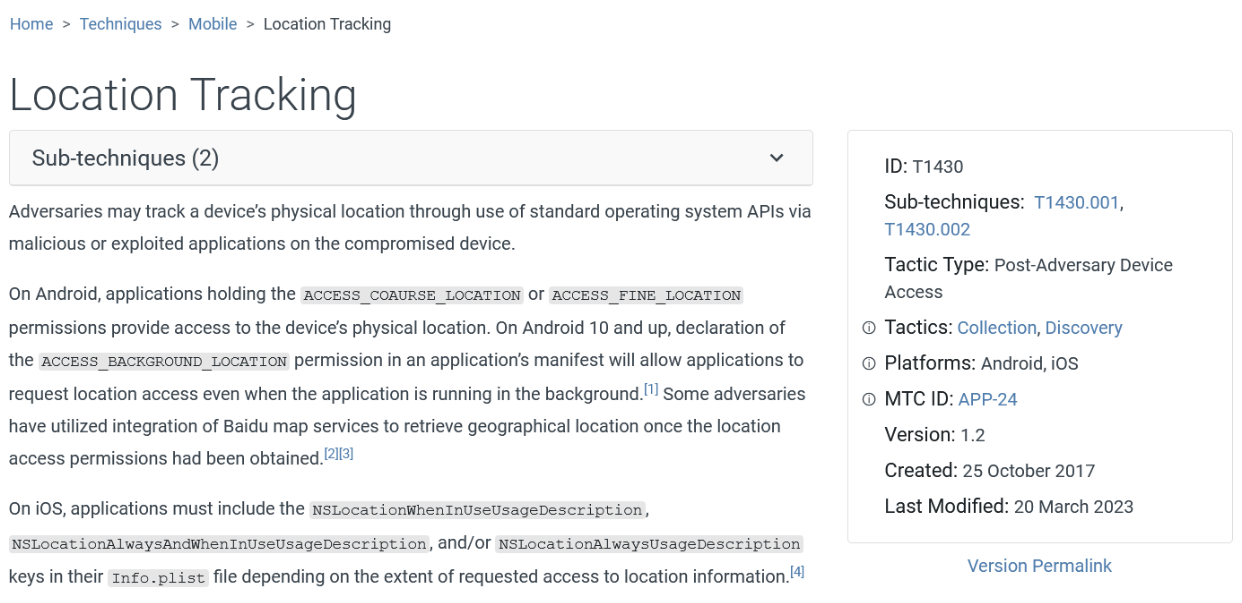 Home > Techniques > Mobile > Location Tracking
Location Tracking
Sub-techniques (2)
Adversaries may track a device’s physical location through use of standard operating system APIs via
malicious or exploited applications on the compromised device.
On Android, applications holding the ACCESS_COAURSE_LOCATION or ACCESS_FINE_LOCATION
permissions provide access to the device’s physical location. On Android 10 and up, declaration of
the ACCESS_BACKGROUND_LOCATION permission in an application’s manifest will allow applications to
request location access even when the application is running in the background.[1] Some adversaries
have utilized integration of Baidu map services to retrieve geographical location once the location
access permissions had been obtained.[2][3]
On iOS, applications must include the NSLocationWhenInUseUsageDescription,
NSLocationAlwaysAndWhenInUseUsageDescription, and/or NSLocationAlwaysUsageDescription
keys in their Info.plist file depending on the extent of requested access to location information.[4]
ID: T1430
Sub-techniques: T1430.001,
T1430.002
Tactic Type: Post-Adversary Device
Access
Tactics: Collection, Discovery
Platforms: Android, iOS
MTC ID: APP-24
Version: 1.2
Created: 25 October 2017
Last Modified: 20 March 2023
Version Permalink